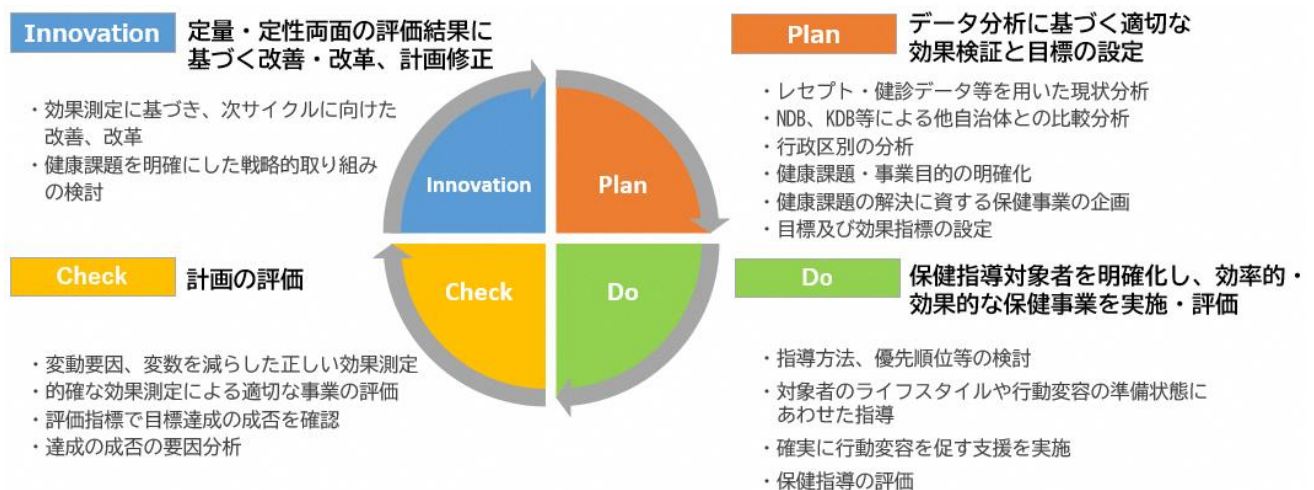 Innovation
定量・定性両面の評価結果に
基づく改善・改革、計画修正
・効果測定に基づき、次サイクルに向けた
改善、改革
・健康課題を明確にした戦略的取り組み
の検討
Plan
データ分析に基づく適切な
効果検証と目標の設定
・レセプト・健診データ等を用いた現状分析
・NDB、KDB等による他自治体との比較分析
・行政区別の分析
・健康課題・事業目的の明確化
・健康課題の解決に資する保健事業の企画
・目標及び効果指標の設定
Innovation
Plan
Check
Do
Check
計画の評価
・変動要因、変数を減らした正しい効果測定
・的確な効果測定による適切な事業の評価
・評価指標で目標達成の成否を確認
・達成の成否の要因分析
Do
保健指導対象者を明確化し、効率的・
効果的な保健事業を実施・評価
・指導方法、優先順位等の検討
・対象者のライフスタイルや行動変容の準備状態に
あわせた指導
・確実に行動変容を促す支援を実施
・保健指導の評価